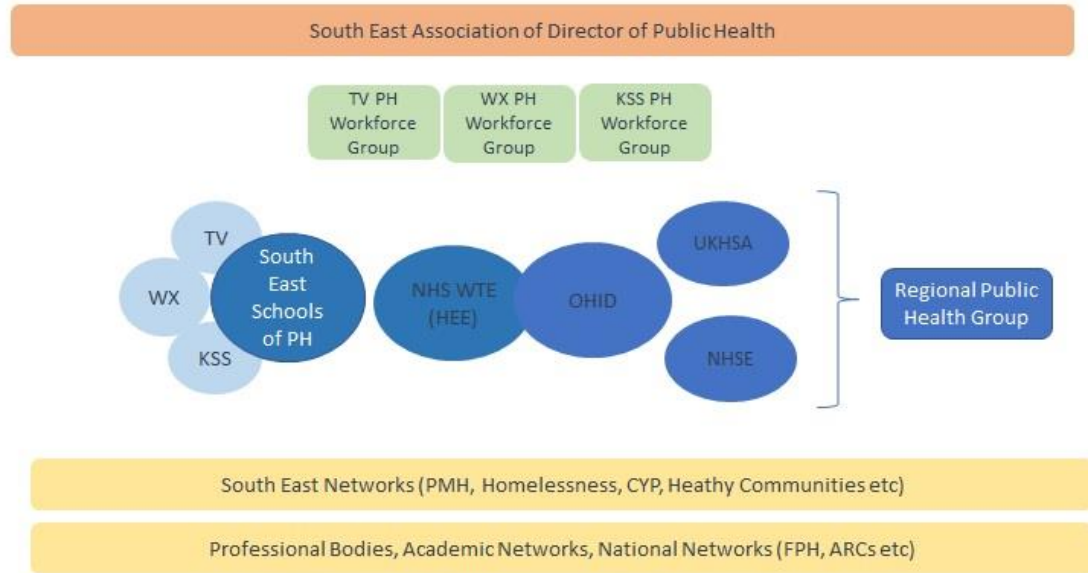 South East Association of Director of Public Health
TV PH
Workforce
Group
WX PH
Workforce
Group
KSS PH
Workforce
Group
TV
WX
KSS
South
East
Schools
of PH
NHS WTE
(HEE)
OHID
UKHSA
NHSE
Regional Public
Health Group
South East Networks (PMH, Homelessness, CYP, Heathy Communities etc)
Professional Bodies, Academic Networks, National Networks (FPH, ARCs etc)